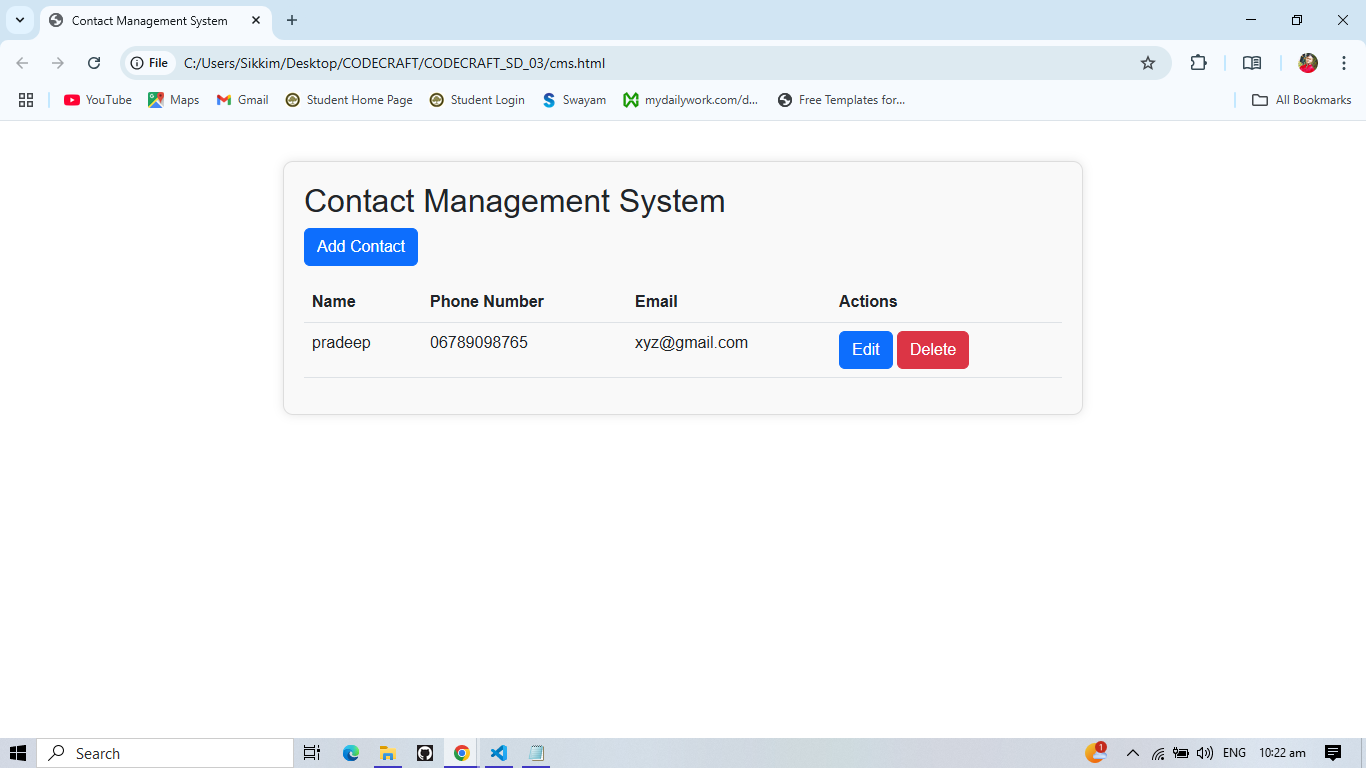 Contact Management System
File C:/Users/Sikkim/Desktop/CODECRAFT/CODECRAFT_SD_03/cms.html
YouTube Maps Gmail Student Home Page Student Login Swayam mydailywork.com/d... Free Templates for... All Bookmarks
Contact Management System
Add Contact
Name Phone Number Email Actions
pradeep 06789098765 xyz@gmail.com Edit Delete
Search 1 ENG 10:22 am